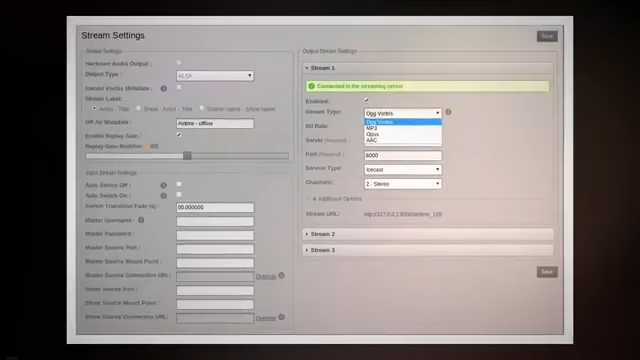 Stream Settings
Save
Global Settings
Hardware Audio Output:
Output Type:
ALSA
Icecast Vorbis Metadata:
Stream Label:
Artist - Title
Show - Artist - Title
Station name - Show name
Off Air Metadata:
Airtime - offline
Enable Replay Gain:
Replay Gain Modifier:
dB
Input Stream Settings
Auto Switch Off:
Auto Switch On:
Switch Transition Fade (s):
00.000000
Master Username:
Master Password:
Master Source Port:
Master Source Mount Point:
Master Source Connection URL:
Override
Show Source Port:
Show Source Mount Point:
Show Source Connection URL:
Override
Output Stream Settings
Stream 1
Connected to the streaming server
Enabled:
Stream Type:
Ogg Vorbis
Ogg Vorbis
MP3
Opus
AAC
Bit Rate:
Server (Required):
Port (Required):
8000
Service Type:
Icecast
Channels:
2 - Stereo
Additional Options
Stream URL:
Stream 2
Stream 3
Save